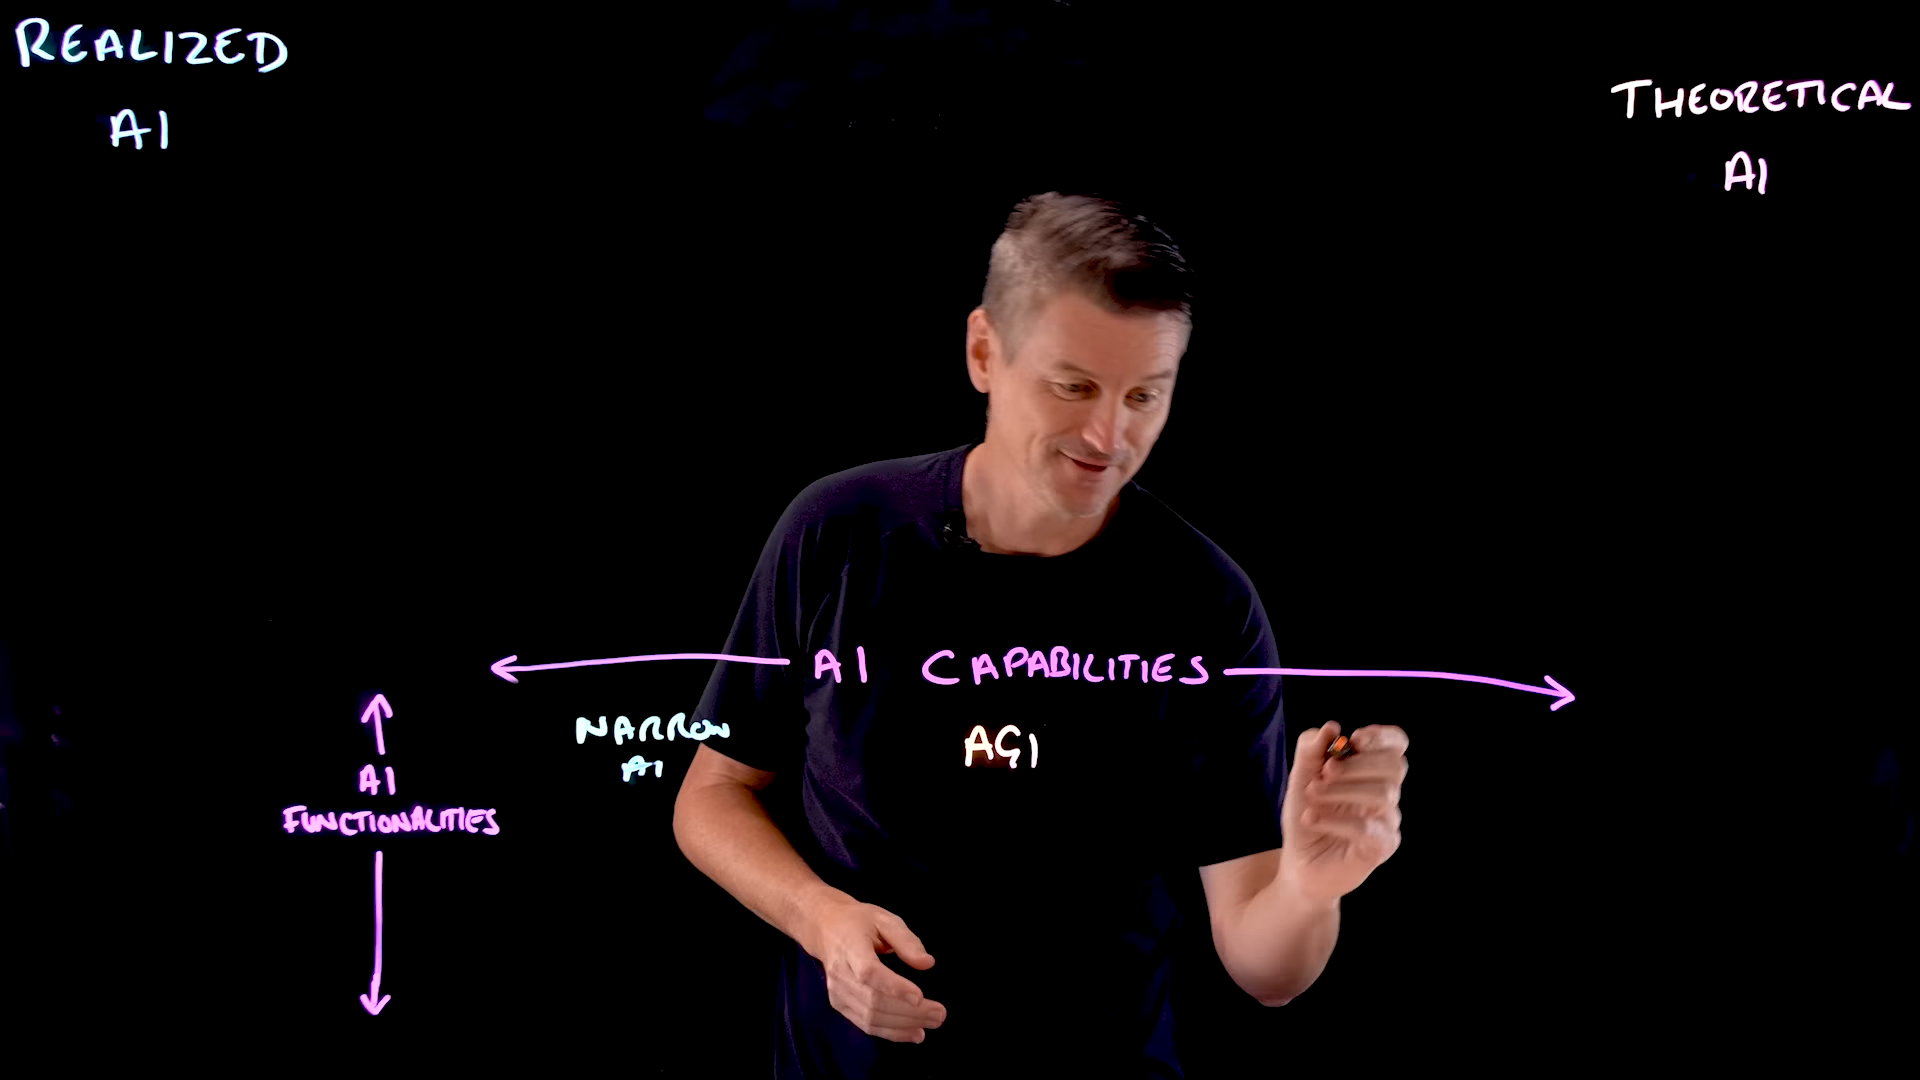 REALIZED
AI
THEORETICAL
AI
AI CAPABILITIES
NARROW
AI
AGI
AI
FUNCTIONALITIES